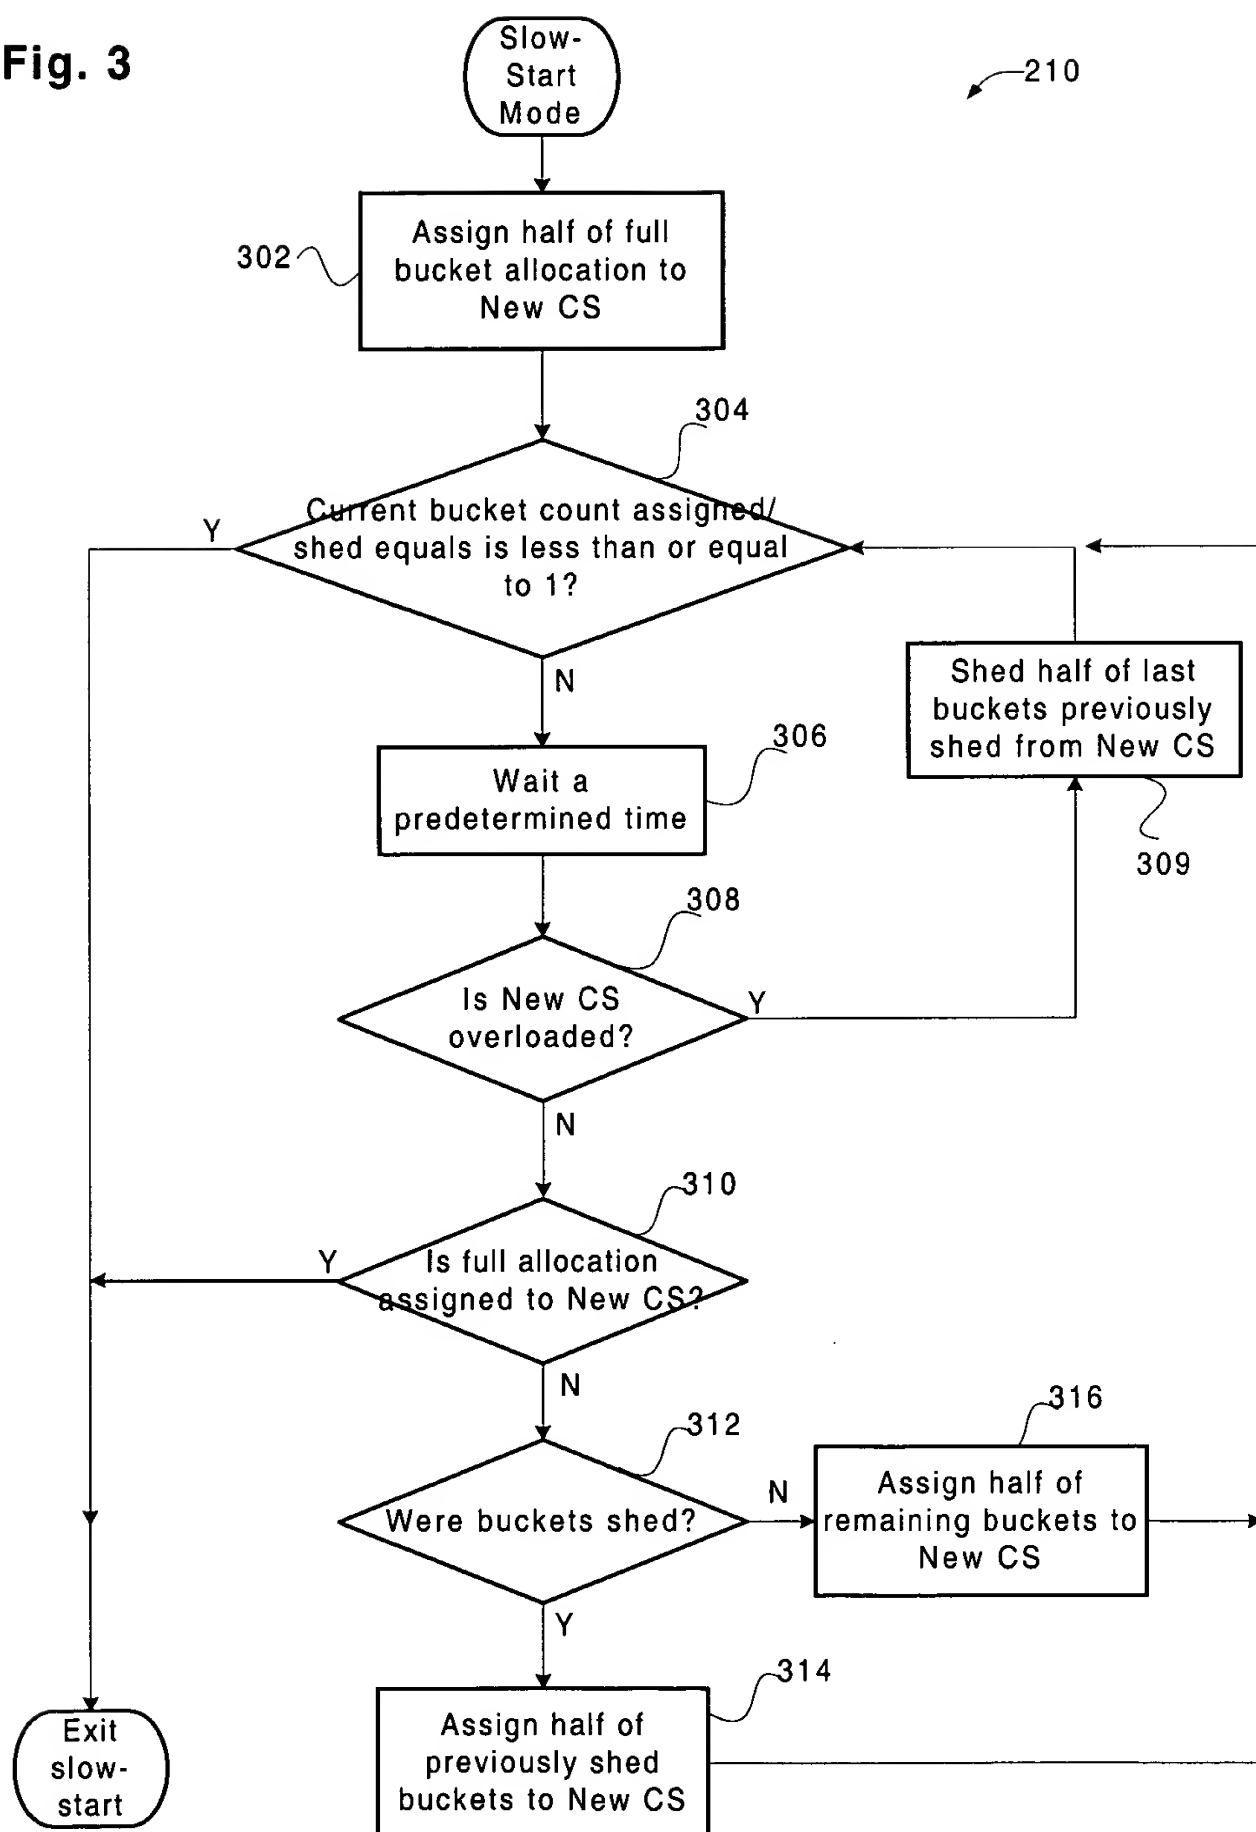 Fig. 3
Slow-
Start
Mode
210
302
Assign half of full
bucket allocation to
New CS
304
Current bucket count assigned/
shed equals is less than or equal
to 1?
Y
N
Shed half of last
buckets previously
shed from New CS
309
306
Wait a
predetermined time
308
Is New CS
overloaded?
Y
N
310
Is full allocation
assigned to New CS?
Y
N
312
Were buckets shed?
N
316
Assign half of
remaining buckets to
New CS
Y
314
Assign half of
previously shed
buckets to New CS
Exit
slow-
start